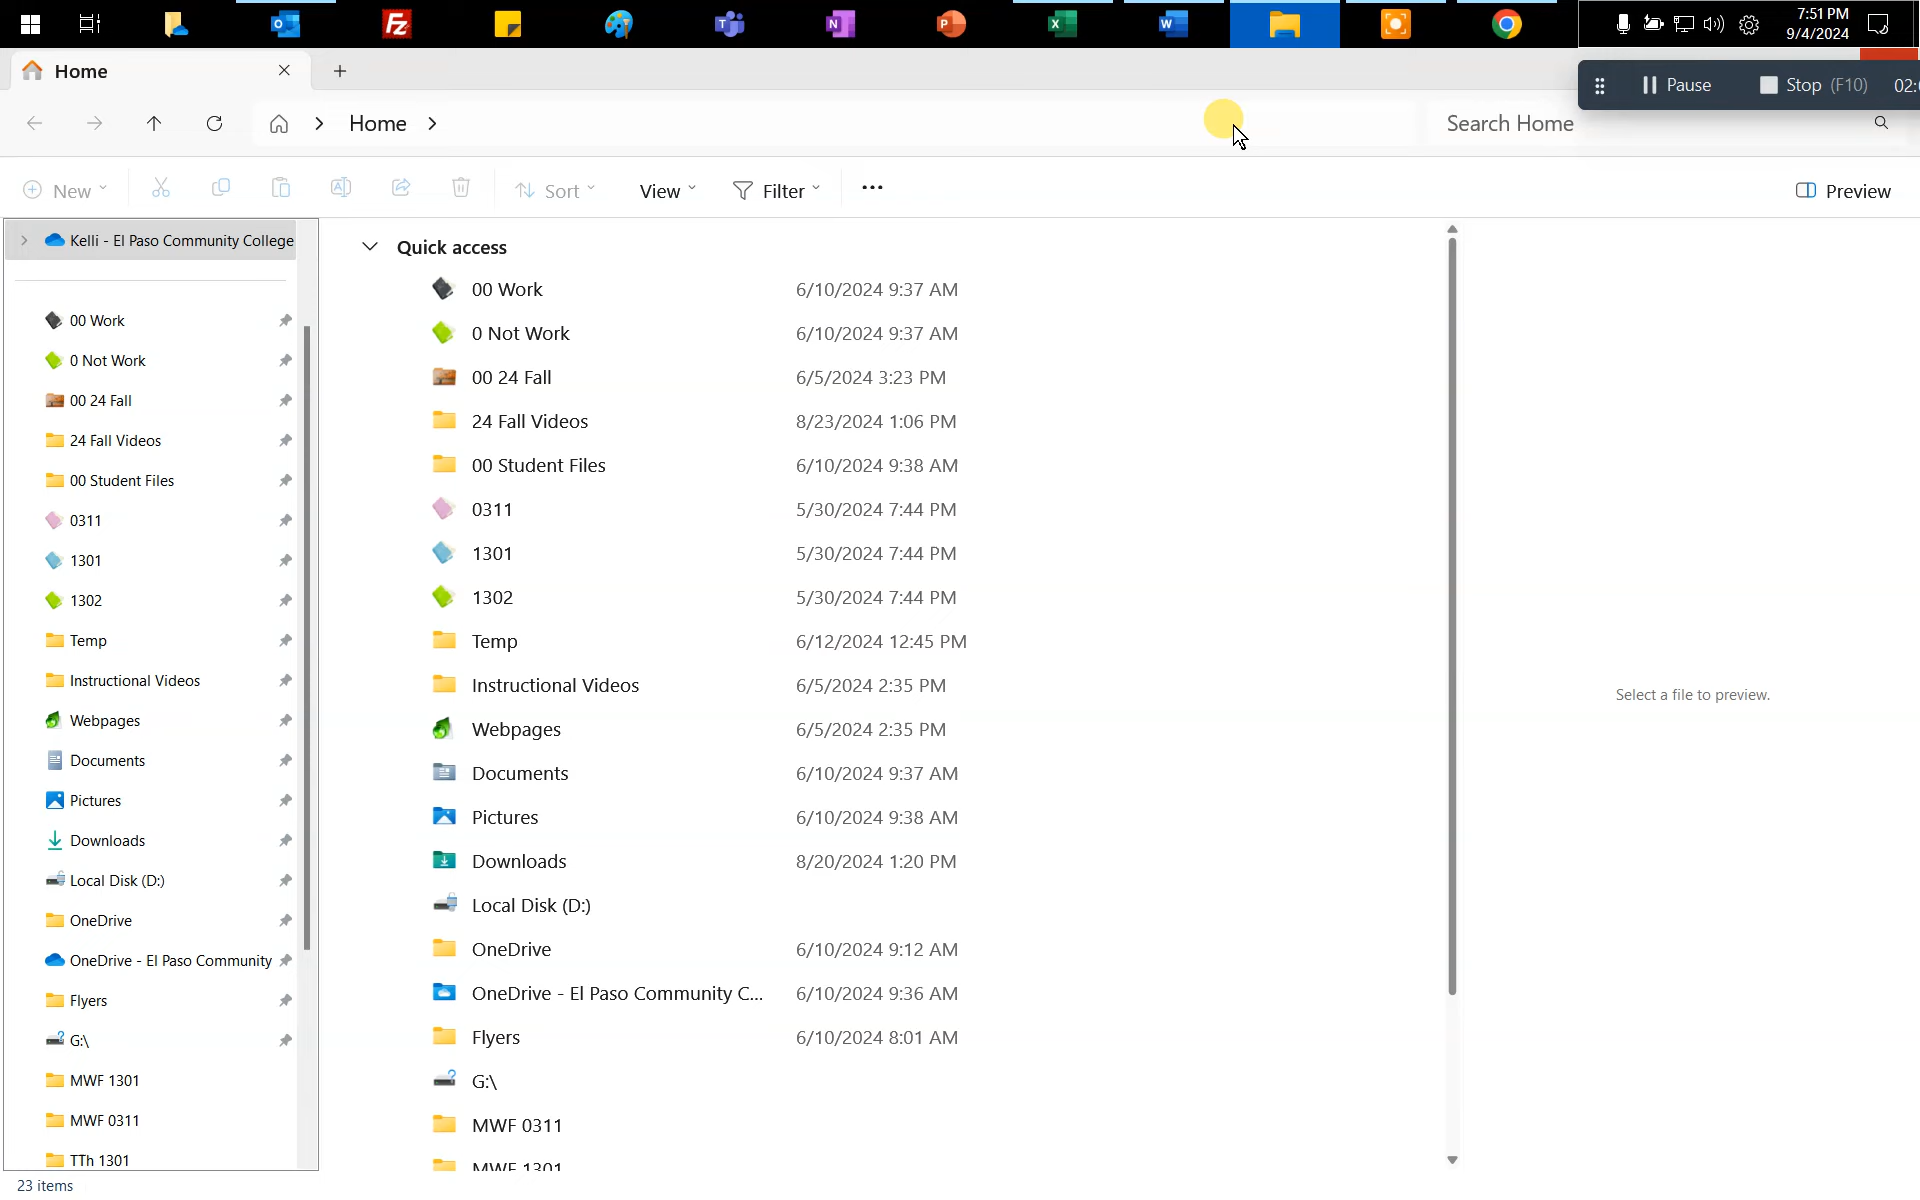 7:51 PM
9/4/2024
Home
Pause
Stop (F10)
02:
Home
Search Home
New
Sort
View
Filter
Preview
Kelli - El Paso Community College
00 Work
0 Not Work
00 24 Fall
24 Fall Videos
00 Student Files
0311
1301
1302
Temp
Instructional Videos
Webpages
Documents
Pictures
Downloads
Local Disk (D:)
OneDrive
OneDrive - El Paso Community
Flyers
G:\
MWF 1301
MWF 0311
TTh 1301
Quick access
00 Work 6/10/2024 9:37 AM
0 Not Work 6/10/2024 9:37 AM
00 24 Fall 6/5/2024 3:23 PM
24 Fall Videos 8/23/2024 1:06 PM
00 Student Files 6/10/2024 9:38 AM
0311 5/30/2024 7:44 PM
1301 5/30/2024 7:44 PM
1302 5/30/2024 7:44 PM
Temp 6/12/2024 12:45 PM
Instructional Videos 6/5/2024 2:35 PM
Webpages 6/5/2024 2:35 PM
Documents 6/10/2024 9:37 AM
Pictures 6/10/2024 9:38 AM
Downloads 8/20/2024 1:20 PM
Local Disk (D:)
OneDrive 6/10/2024 9:12 AM
OneDrive - El Paso Community C... 6/10/2024 9:36 AM
Flyers 6/10/2024 8:01 AM
G:\
MWF 0311
MWF 1301
Select a file to preview.
23 items